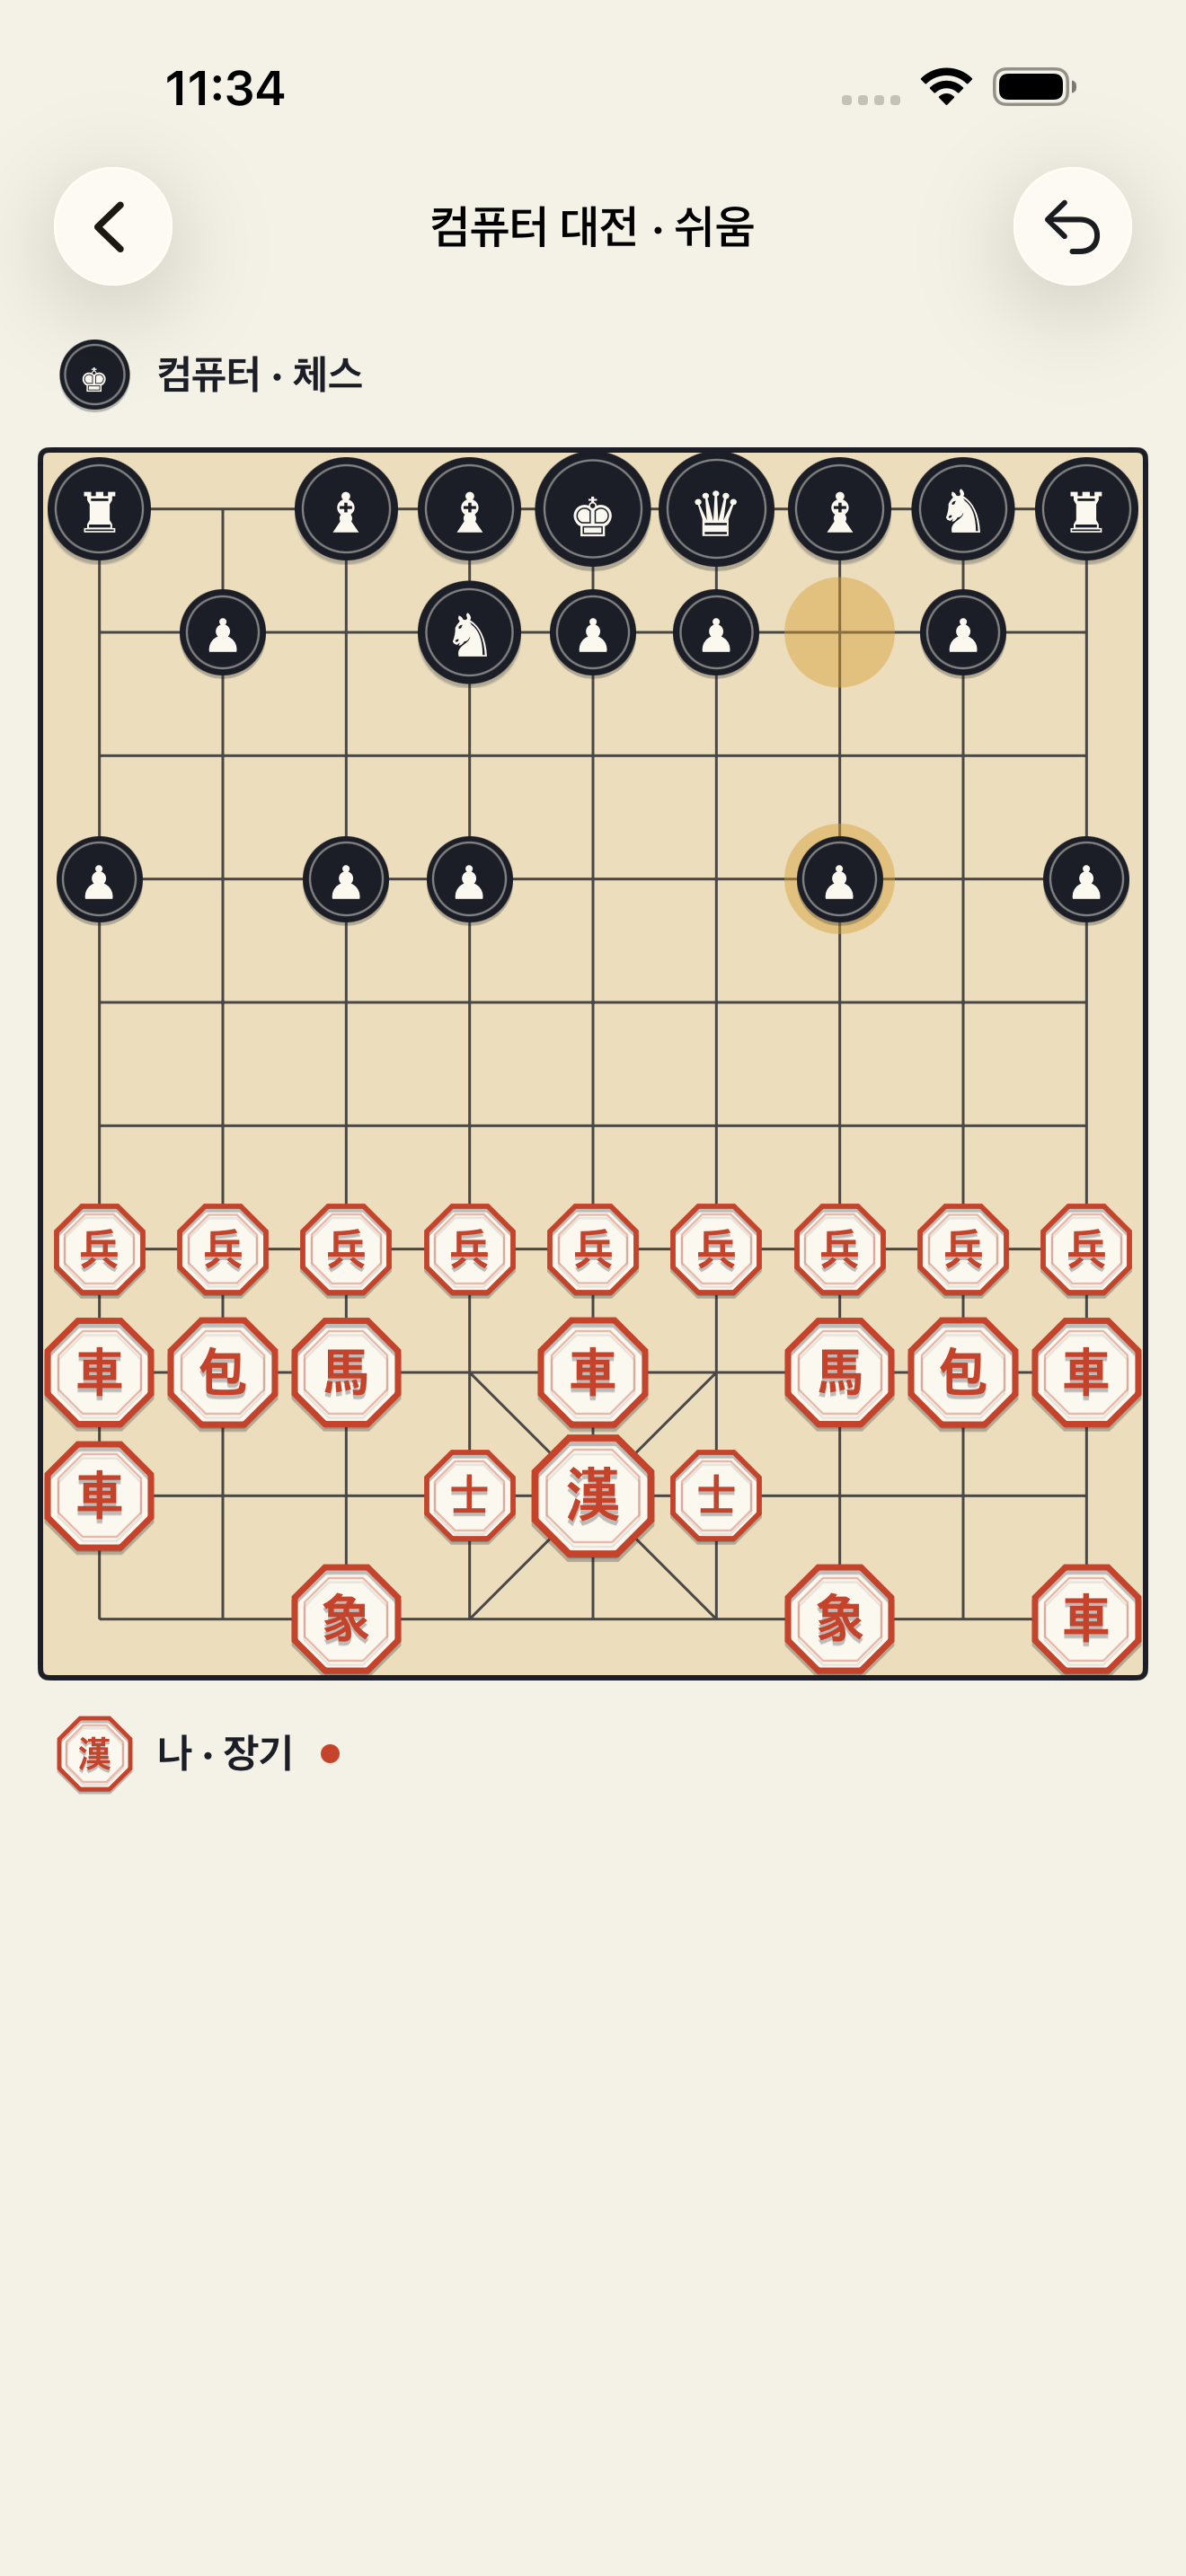 11:34
컴퓨터 대전 · 쉬움
컴퓨터 · 체스
兵 兵 兵 兵 兵 兵 兵 兵 兵
車 包 馬 車 馬 包 車
車 士 漢 士
象 象 車
漢 나 · 장기